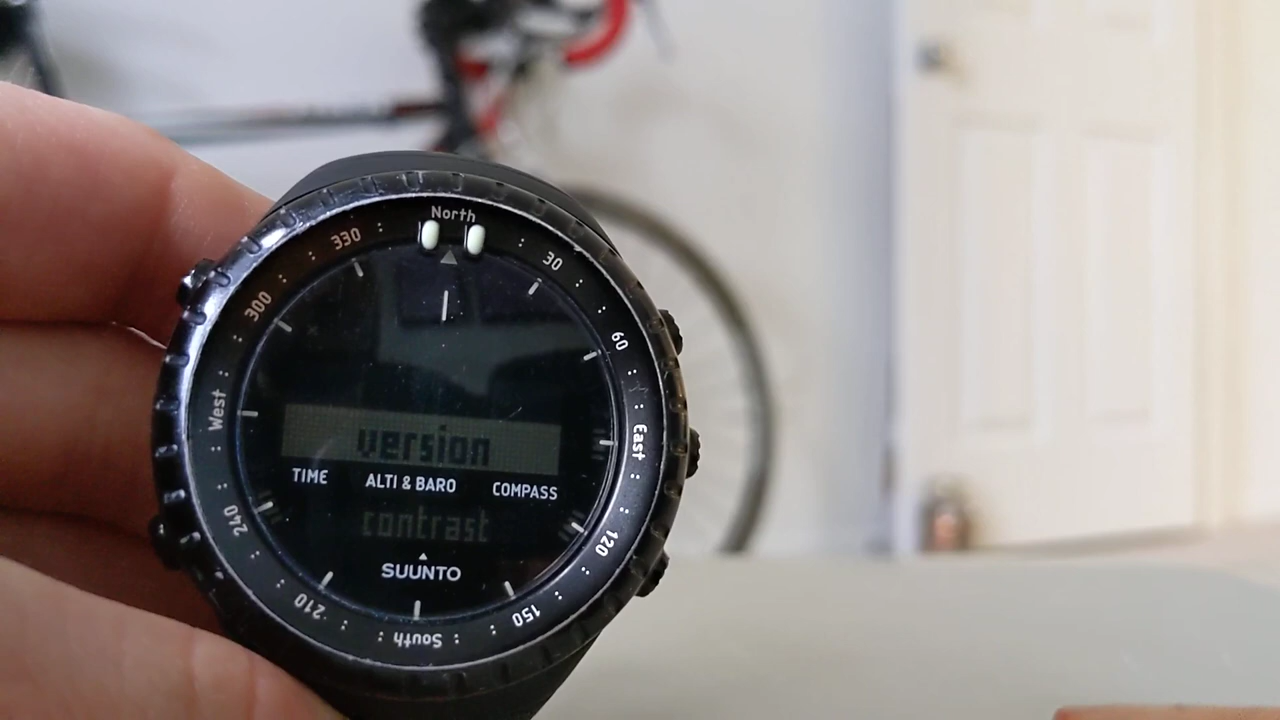 North
330 30
300 60
West East
version
TIME ALTI & BARO COMPASS
contrast
240 120
SUUNTO
210 150
South